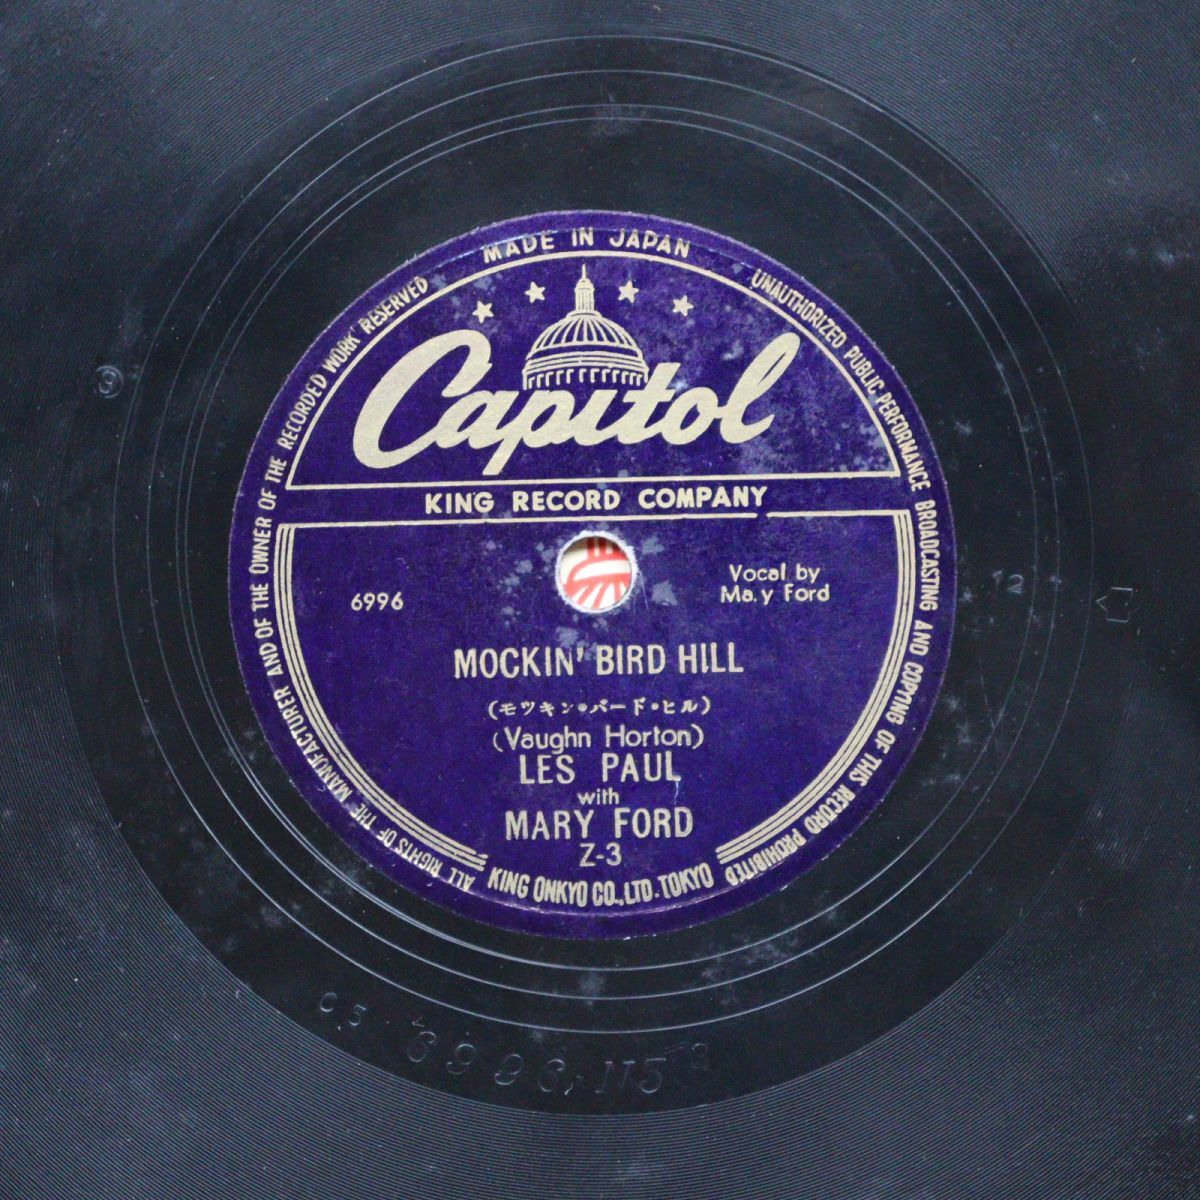 MADE IN JAPAN
UNAUTHORIZED PUBLIC PERFORMANCE BROADCASTING AND COPYING OF THIS RECORD PROHIBITED
ALL RIGHTS OF THE MANUFACTURER AND OF THE OWNER OF THE RECORDED WORK RESERVED
Capitol
KING RECORD COMPANY
6996
Vocal by
Ma.y Ford
MOCKIN' BIRD HILL
(モツキン・バード・ヒル)
(Vaughn Horton)
LES PAUL
with
MARY FORD
Z-3
KING ONKYO CO., LTD. TOKYO
3
12
C5